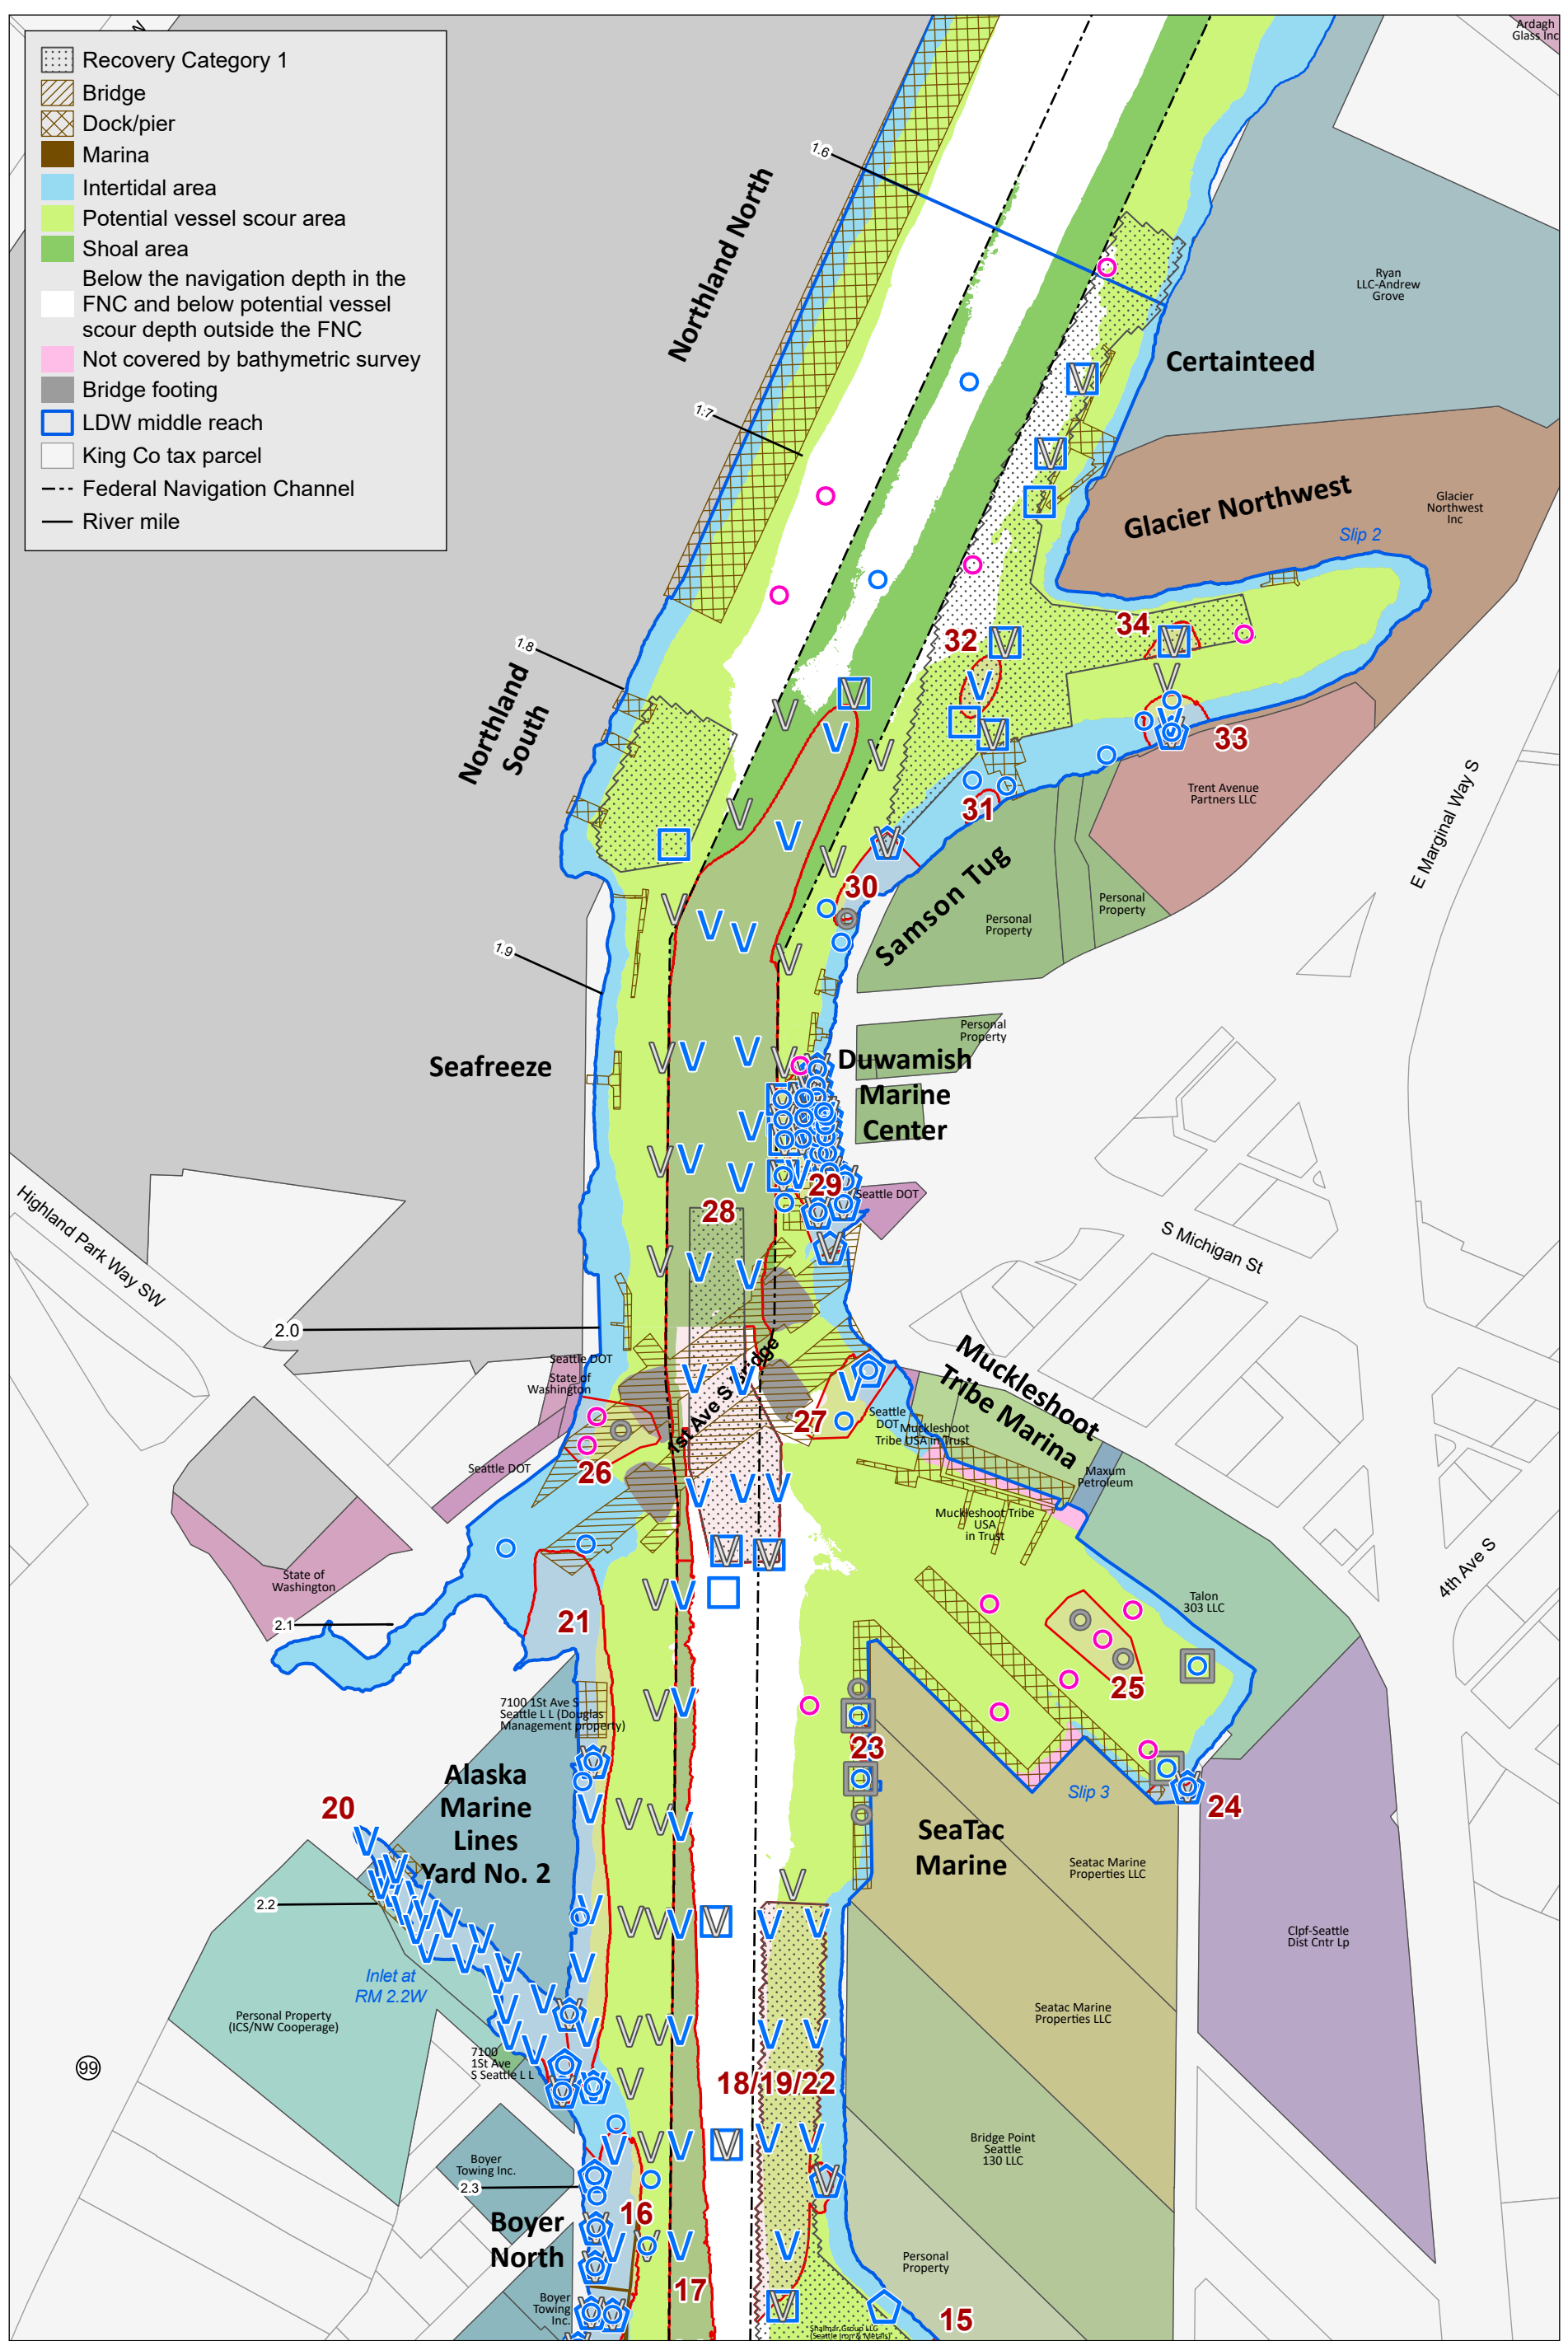 Recovery Category 1
Bridge
Dock/pier
Marina
Intertidal area
Potential vessel scour area
Shoal area
Below the navigation depth in the
FNC and below potential vessel
scour depth outside the FNC
Not covered by bathymetric survey
Bridge footing
LDW middle reach
King Co tax parcel
Federal Navigation Channel
River mile
Ardagh
Glass Inc
1.6
Northland North
Ryan
LLC-Andrew
Grove
Certainteed
1.7
Glacier Northwest
Glacier
Northwest
Inc
Slip 2
1.8
32
34
Northland
South
33
31
Trent Avenue
Partners LLC
E Marginal Way S
30
Samson Tug
Personal
Property
Personal
Property
1.9
Personal
Property
Seafreeze
Duwamish
Marine
Center
29
Seattle DOT
28
Highland Park Way SW
S Michigan St
2.0
1st Ave S Bridge
Muckleshoot
Tribe Marina
Seattle DOT
State of
Washington
27
Seattle
DOT
Muckleshoot
Tribe USA in Trust
26
Seattle DOT
Maxum
Petroleum
Muckleshoot Tribe
USA
in Trust
4th Ave S
State of
Washington
2.1
21
Talon
303 LLC
25
7100 1St Ave S
Seattle L L (Douglas
Management property)
23
Slip 3
24
Alaska
Marine
Lines
Yard No. 2
20
SeaTac
Marine
Seatac Marine
Properties LLC
2.2
Clpf-Seattle
Dist Cntr Lp
Inlet at
RM 2.2W
Personal Property
(ICS/NW Cooperage)
Seatac Marine
Properties LLC
99
7100
1St Ave
S Seattle L L
18/19/22
Bridge Point
Seattle
130 LLC
Boyer
Towing Inc.
2.3
16
Boyer
North
Personal
Property
17
Boyer
Towing
Inc.
15
Shalmar Group LLC
(Seattle Iron & Metals)